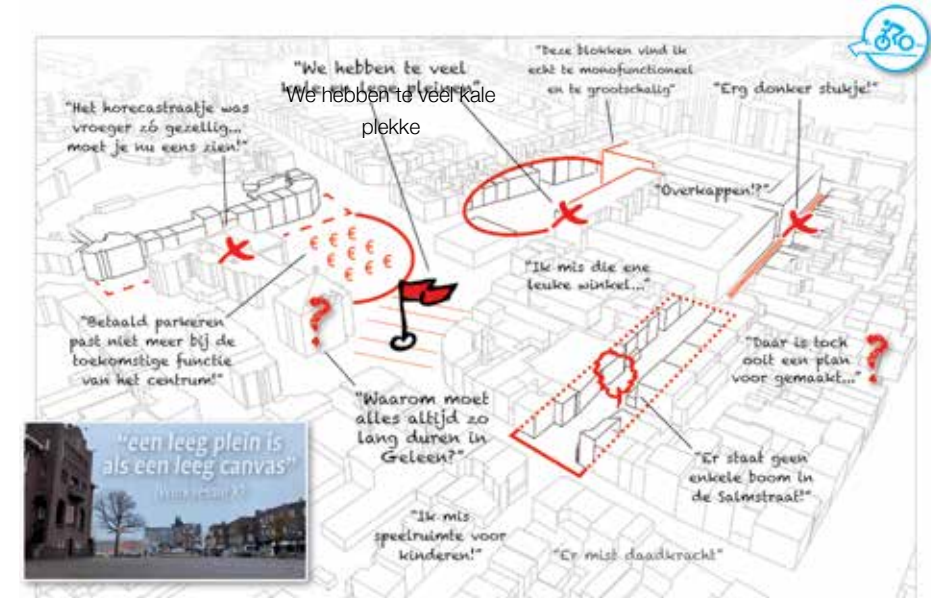 "We hebben te veel
kale en lege pleinen"
We hebben te veel kale
plekke
"Deze blokken vind ik
echt te monofunctioneel
en te grootschalig"
"Erg donker stukje!"
"Het horecastraatje was
vroeger zó gezellig...
moet je nu eens zien!"
"Overkappen!?"
"Ik mis die ene
leuke winkel..."
€ € € € € € € € €
"Betaald parkeren
past niet meer bij de
toekomstige functie
van het centrum!"
?
"Daar is toch
ooit een plan
voor gemaakt..."
?
"Waarom moet
alles altijd zo
lang duren in
Geleen?"
"een leeg plein is
als een leeg canvas"
"Er staat geen
enkele boom in
de Salmstraat!"
"Ik mis
speelruimte voor
kinderen!"
"Er mist daadkracht"